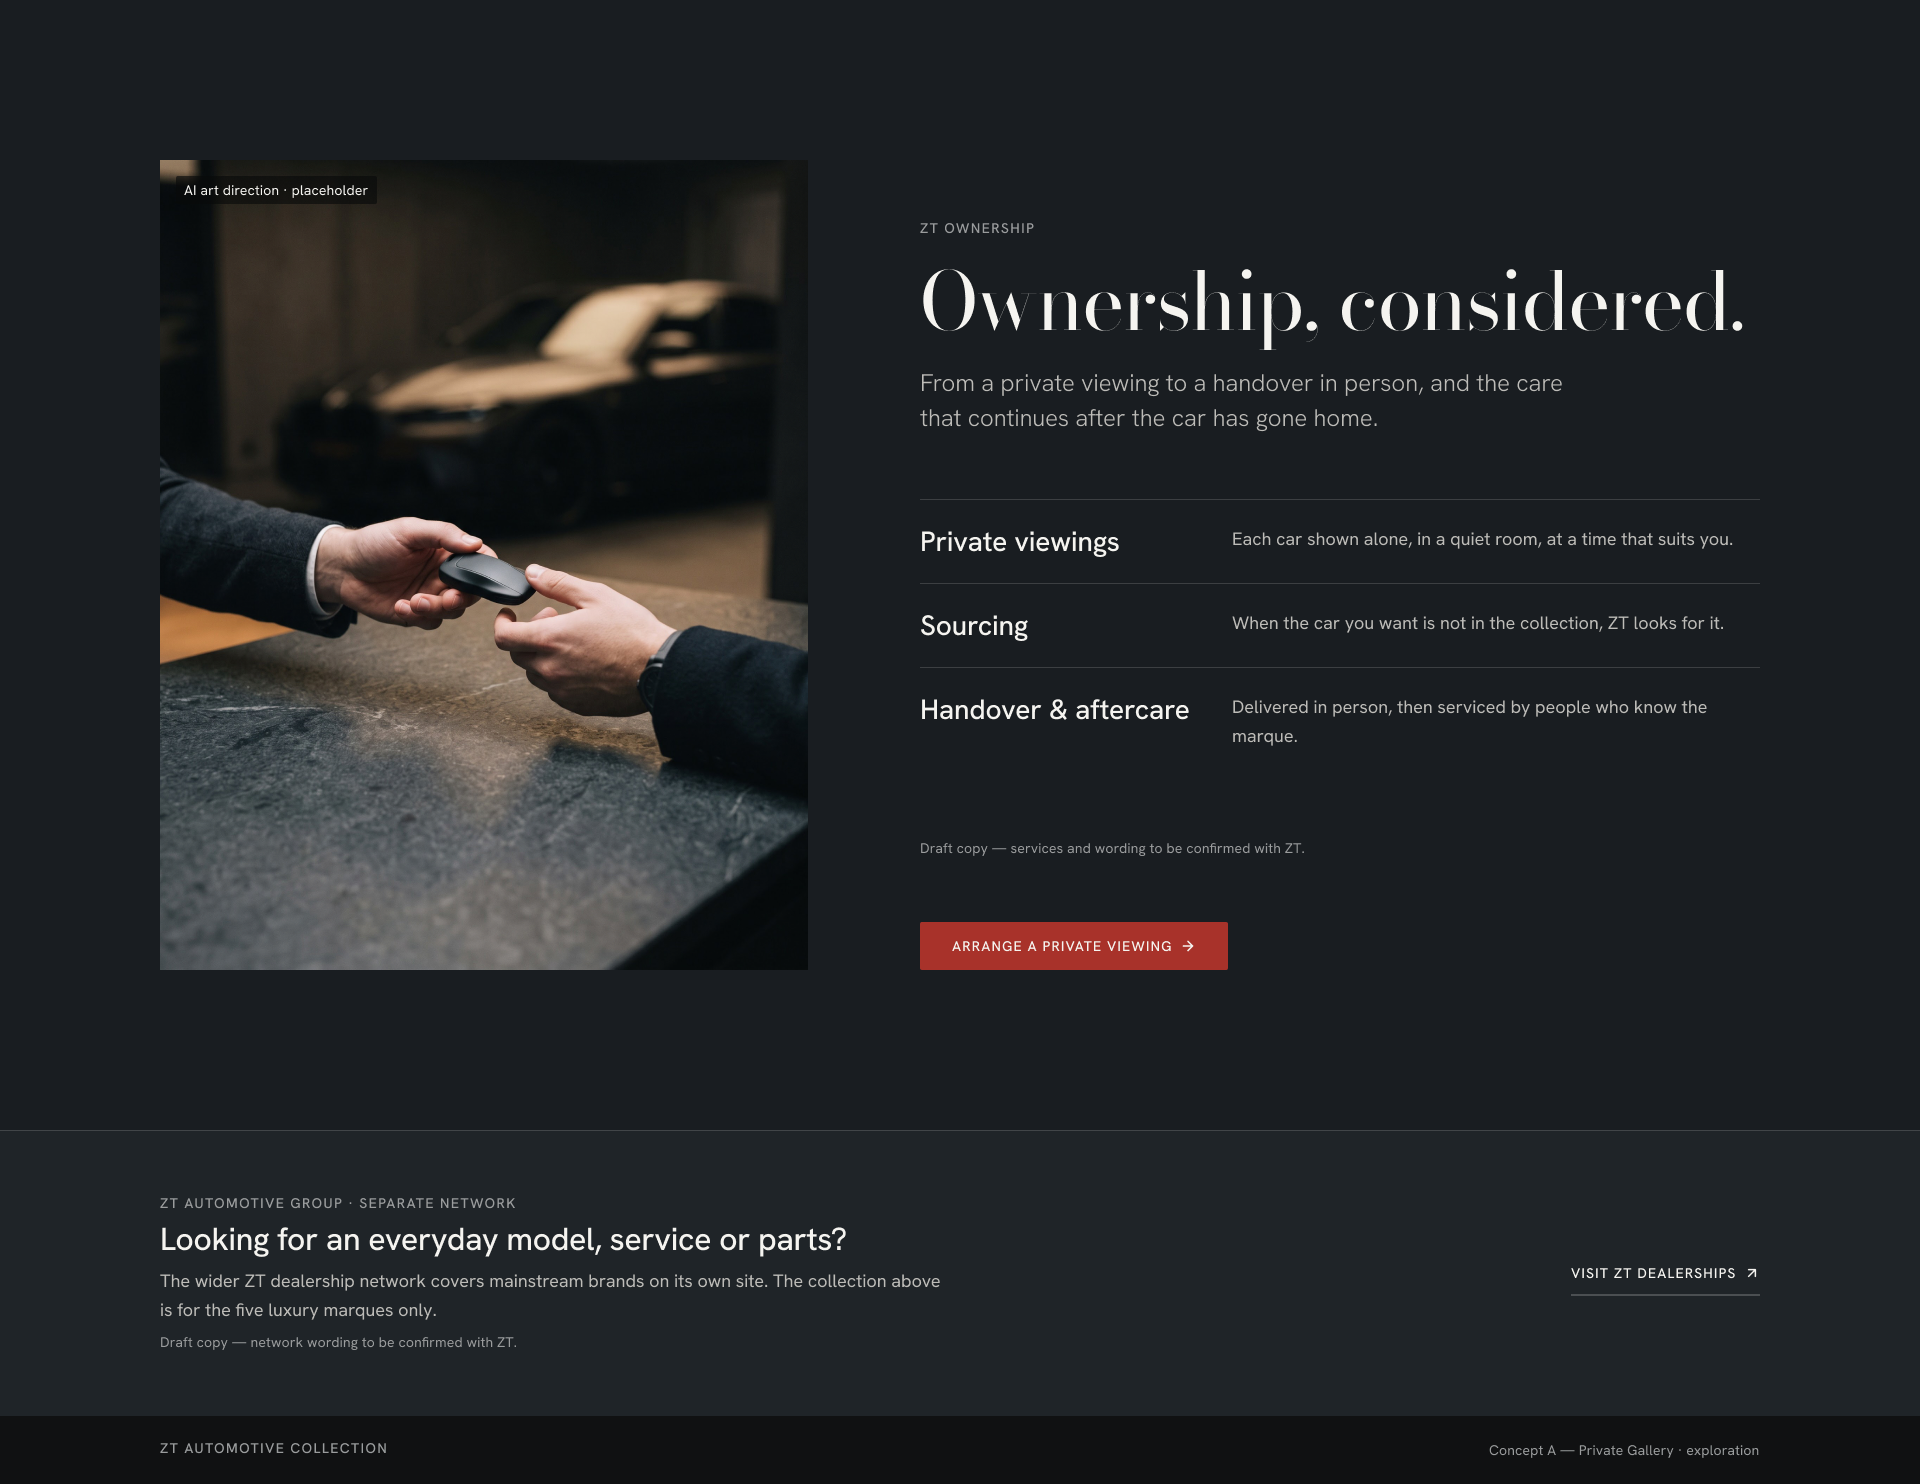 AI art direction · placeholder
ZT OWNERSHIP
Ownership, considered.
From a private viewing to a handover in person, and the care
that continues after the car has gone home.
Private viewings
Each car shown alone, in a quiet room, at a time that suits you.
Sourcing
When the car you want is not in the collection, ZT looks for it.
Handover & aftercare
Delivered in person, then serviced by people who know the
marque.
Draft copy — services and wording to be confirmed with ZT.
ARRANGE A PRIVATE VIEWING →
ZT AUTOMOTIVE GROUP · SEPARATE NETWORK
Looking for an everyday model, service or parts?
The wider ZT dealership network covers mainstream brands on its own site. The collection above
is for the five luxury marques only.
Draft copy — network wording to be confirmed with ZT.
VISIT ZT DEALERSHIPS ↗
ZT AUTOMOTIVE COLLECTION
Concept A — Private Gallery · exploration